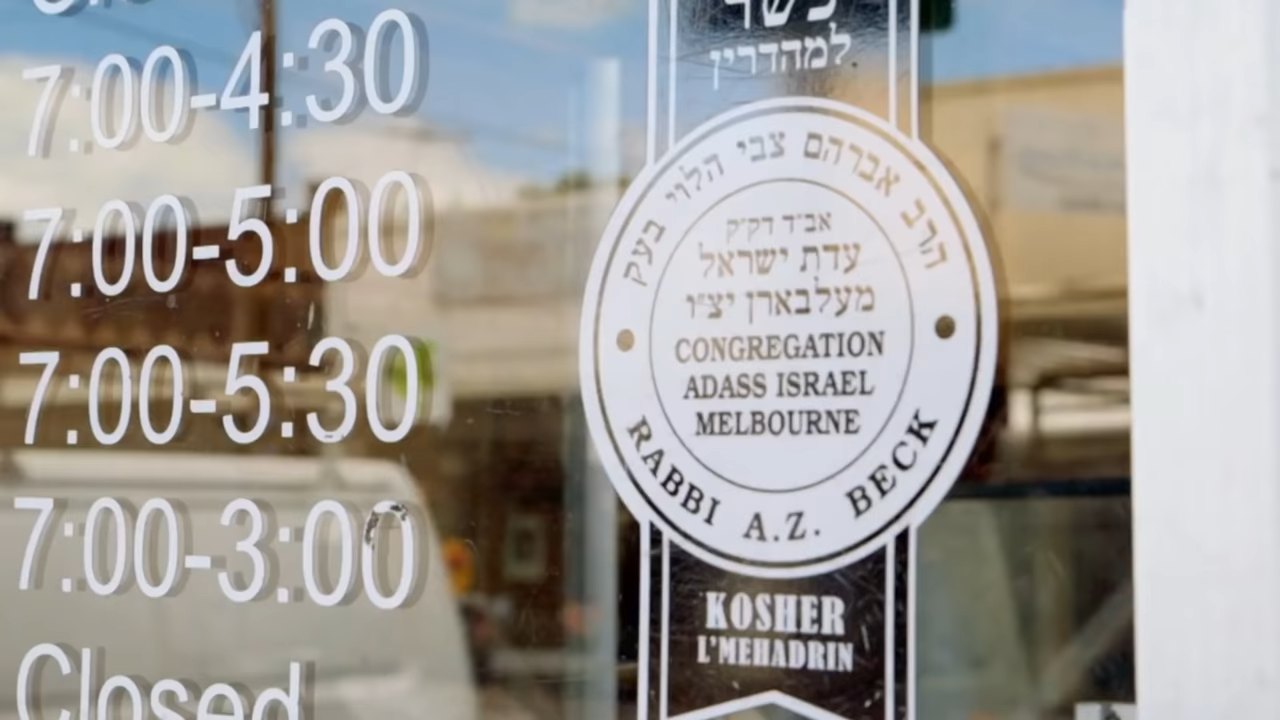 7:00-4:30
7:00-5:00
7:00-5:30
7:00-3:00
Closed
כשר
למהדרין
הרב אברהם צבי הלוי בעק
אב״ד דק״ק
עדת ישראל
מעלבארן יצ״ו
CONGREGATION
ADASS ISRAEL
MELBOURNE
RABBI A.Z. BECK
KOSHER
L'MEHADRIN